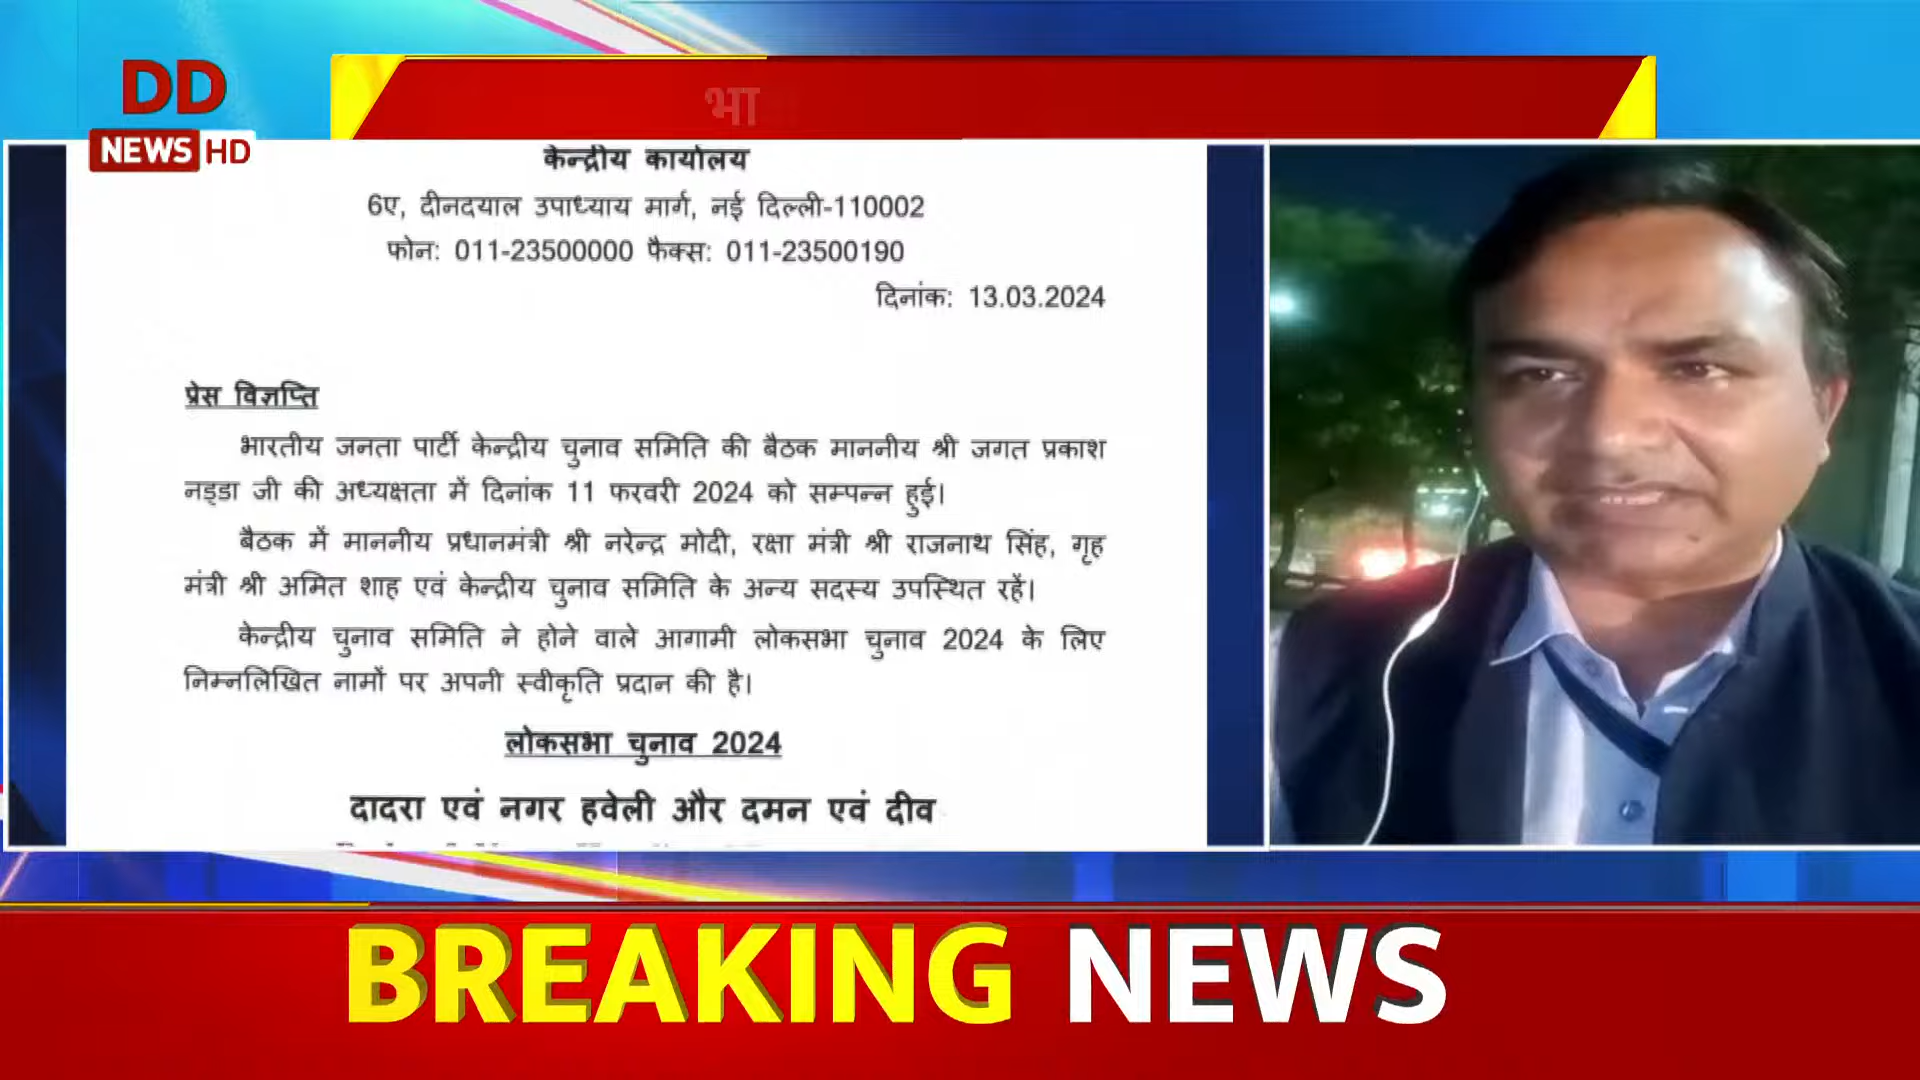 DD
NEWS HD
भा
केन्द्रीय कार्यालय
6ए, दीनदयाल उपाध्याय मार्ग, नई दिल्ली-110002
फोन: 011-23500000 फैक्स: 011-23500190
दिनांक: 13.03.2024
प्रेस विज्ञप्ति
भारतीय जनता पार्टी केन्द्रीय चुनाव समिति की बैठक माननीय श्री जगत प्रकाश
नड्डा जी की अध्यक्षता में दिनांक 11 फरवरी 2024 को सम्पन्न हुई।
बैठक में माननीय प्रधानमंत्री श्री नरेन्द्र मोदी, रक्षा मंत्री श्री राजनाथ सिंह, गृह
मंत्री श्री अमित शाह एवं केन्द्रीय चुनाव समिति के अन्य सदस्य उपस्थित रहें।
केन्द्रीय चुनाव समिति ने होने वाले आगामी लोकसभा चुनाव 2024 के लिए
निम्नलिखित नामों पर अपनी स्वीकृति प्रदान की है।
लोकसभा चुनाव 2024
दादरा एवं नगर हवेली और दमन एवं दीव
BREAKING NEWS